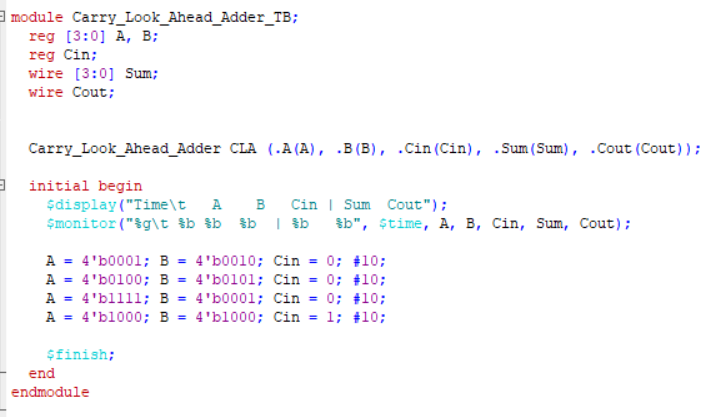 module Carry_Look_Ahead_Adder_TB;
reg [3:0] A, B;
reg Cin;
wire [3:0] Sum;
wire Cout;
Carry_Look_Ahead_Adder CLA (.A(A), .B(B), .Cin(Cin), .Sum(Sum), .Cout(Cout));
initial begin
$display("Time\t   A    B   Cin | Sum  Cout");
$monitor("%g\t %b %b  %b  | %b   %b", $time, A, B, Cin, Sum, Cout);
A = 4'b0001; B = 4'b0010; Cin = 0; #10;
A = 4'b0100; B = 4'b0101; Cin = 0; #10;
A = 4'b1111; B = 4'b0001; Cin = 0; #10;
A = 4'b1000; B = 4'b1000; Cin = 1; #10;
$finish;
end
endmodule